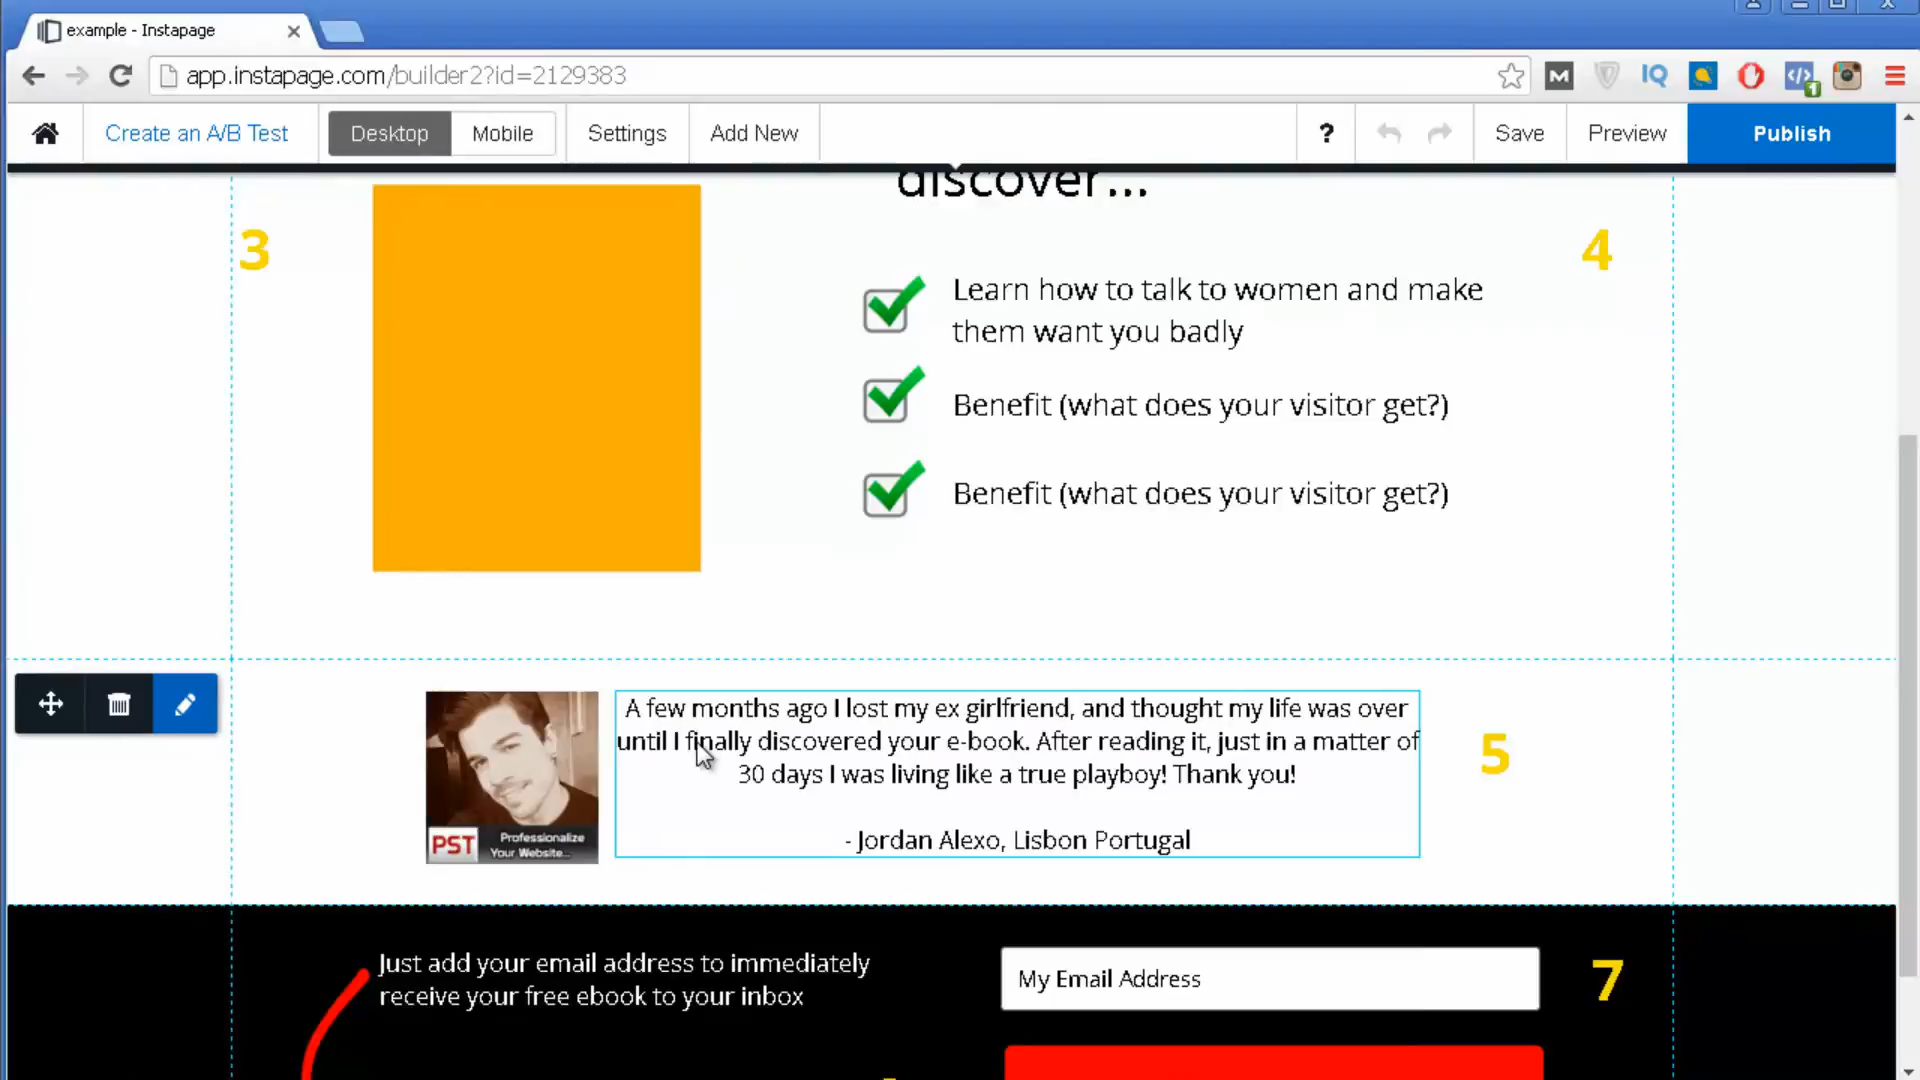 example - Instapage
app.instapage.com/builder2?id=2129383
M
IQ
</>
1
Create an A/B Test
Desktop
Mobile
Settings
Add New
?
Save
Preview
Publish
discover...
3
4
Learn how to talk to women and make
them want you badly
Benefit (what does your visitor get?)
Benefit (what does your visitor get?)
A few months ago I lost my ex girlfriend, and thought my life was over
until I finally discovered your e-book. After reading it, just in a matter of
30 days I was living like a true playboy! Thank you!
- Jordan Alexo, Lisbon Portugal
5
PST
Professionalize
Your Website...
Just add your email address to immediately
receive your free ebook to your inbox
My Email Address
7